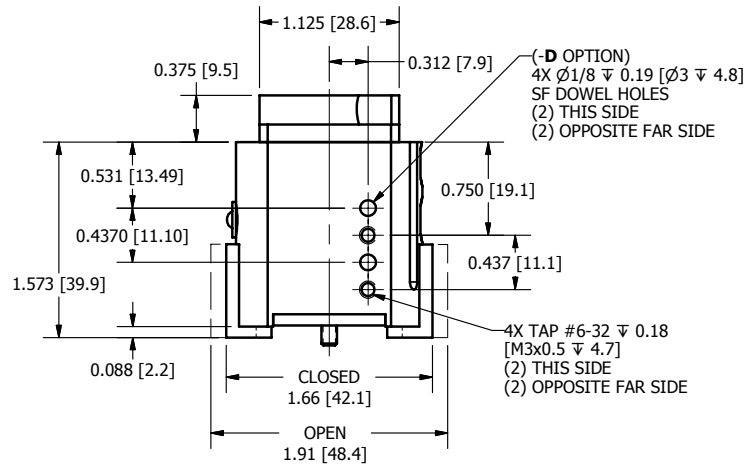 1.125 [28.6]
0.312 [7.9]
0.375 [9.5]
(-D OPTION)
4X Ø1/8 ↧ 0.19 [Ø3 ↧ 4.8]
SF DOWEL HOLES
(2) THIS SIDE
(2) OPPOSITE FAR SIDE
0.531 [13.49]
0.750 [19.1]
0.4370 [11.10]
0.437 [11.1]
1.573 [39.9]
4X TAP #6-32 ↧ 0.18
[M3x0.5 ↧ 4.7]
(2) THIS SIDE
(2) OPPOSITE FAR SIDE
0.088 [2.2]
CLOSED
1.66 [42.1]
OPEN
1.91 [48.4]